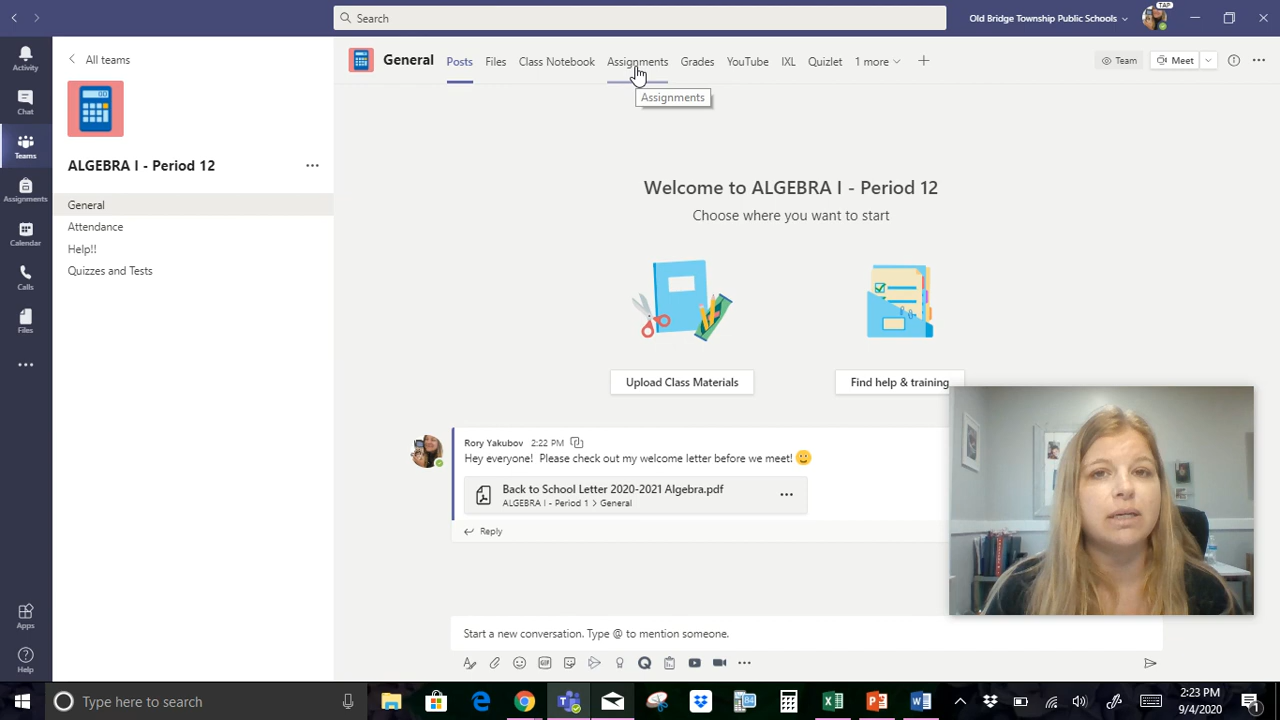 Search
Old Bridge Township Public Schools
TAP
Activity
Chat
Teams
Assignments
Calendar
Calls
Files
Apps
Help
All teams
ALGEBRA I - Period 12
General
Attendance
Help!!
Quizzes and Tests
General
Posts
Files
Class Notebook
Assignments
Grades
YouTube
IXL
Quizlet
1 more
Team
Meet
Assignments
Welcome to ALGEBRA I - Period 12
Choose where you want to start
Upload Class Materials
Find help & training
Rory Yakubov 2:22 PM
Hey everyone! Please check out my welcome letter before we meet!
Back to School Letter 2020-2021 Algebra.pdf
ALGEBRA I - Period 1 > General
Reply
Start a new conversation. Type @ to mention someone.
GIF
Type here to search
2:23 PM
9/4/2020
1